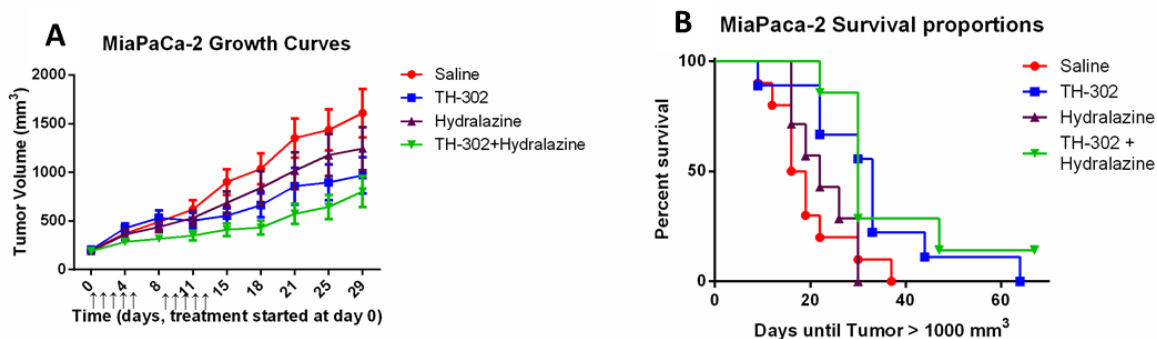 A
MiaPaCa-2 Growth Curves
Tumor Volume (mm³)
2000
1500
1000
500
0
0
4
8
11
15
18
21
25
29
↑↑↑↑↑ ↑↑↑↑↑
Time (days, treatment started at day 0)
Saline
TH-302
Hydralazine
TH-302+Hydralazine
B
MiaPaca-2 Survival proportions
Percent survival
100
50
0
0
20
40
60
Days until Tumor > 1000 mm³
Saline
TH-302
Hydralazine
TH-302 +
Hydralazine